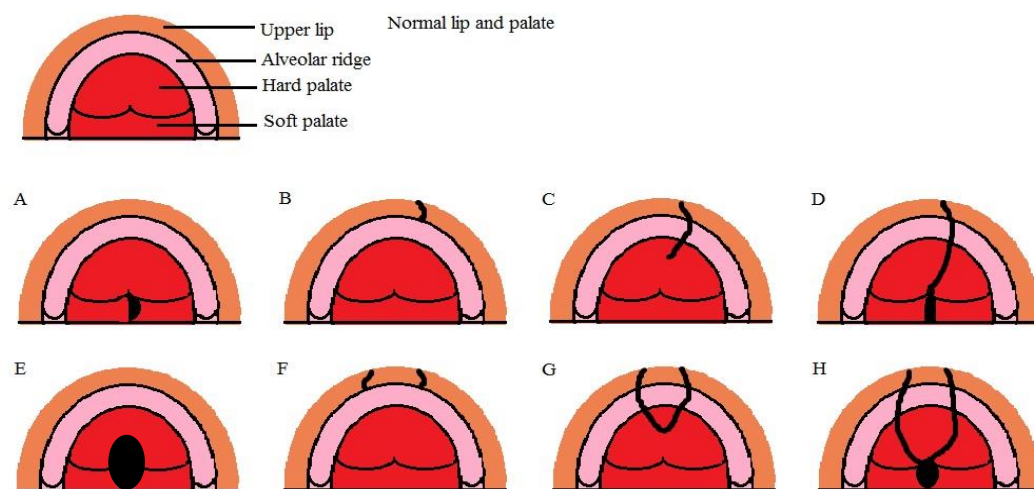 Upper lip
Normal lip and palate
Alveolar ridge
Hard palate
Soft palate
A
B
C
D
E
F
G
H